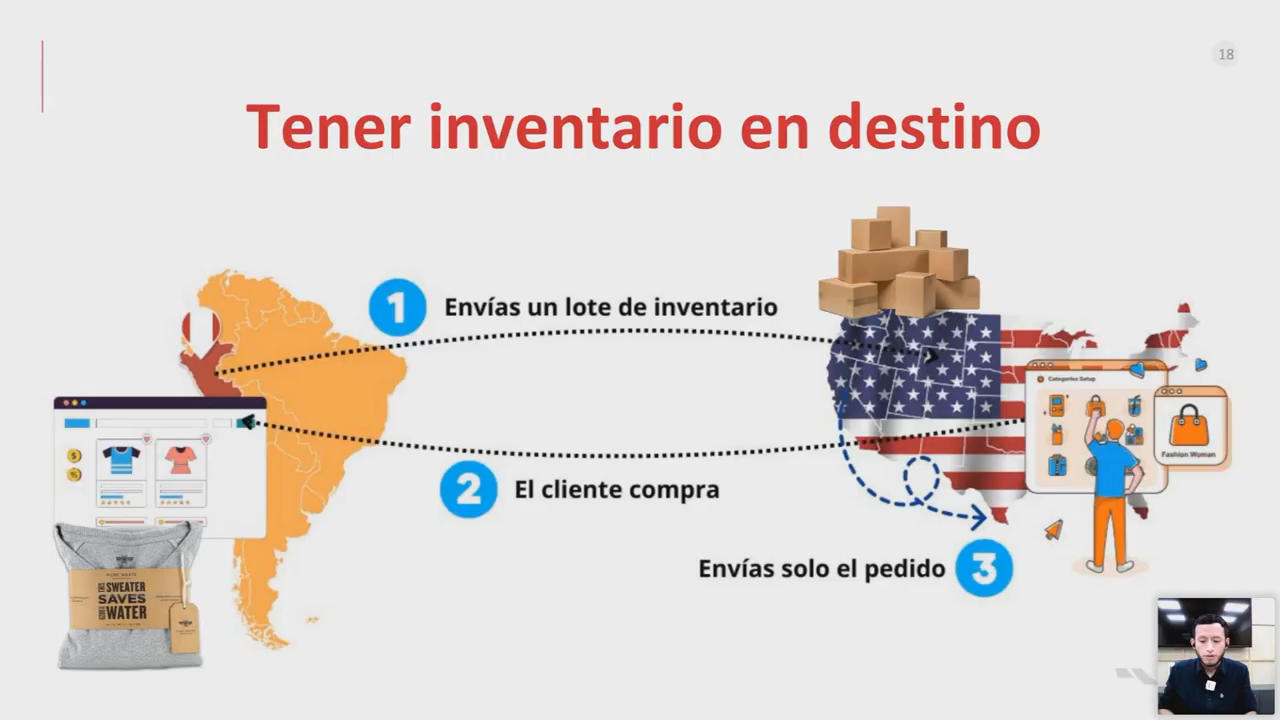 18
Tener inventario en destino
1
Envías un lote de inventario
Categories Setup
Fashion Woman
2
El cliente compra
Envías solo el pedido
3
SWEATER
SAVES
WATER